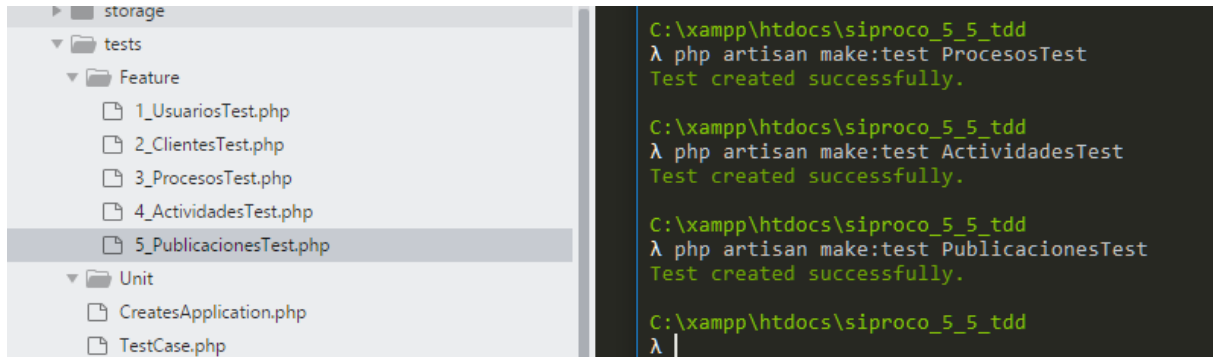 storage
tests
Feature
1_UsuariosTest.php
2_ClientesTest.php
3_ProcesosTest.php
4_ActividadesTest.php
5_PublicacionesTest.php
Unit
CreatesApplication.php
TestCase.php
C:\xampp\htdocs\siproco_5_5_tdd
λ php artisan make:test ProcesosTest
Test created successfully.
C:\xampp\htdocs\siproco_5_5_tdd
λ php artisan make:test ActividadesTest
Test created successfully.
C:\xampp\htdocs\siproco_5_5_tdd
λ php artisan make:test PublicacionesTest
Test created successfully.
C:\xampp\htdocs\siproco_5_5_tdd
λ